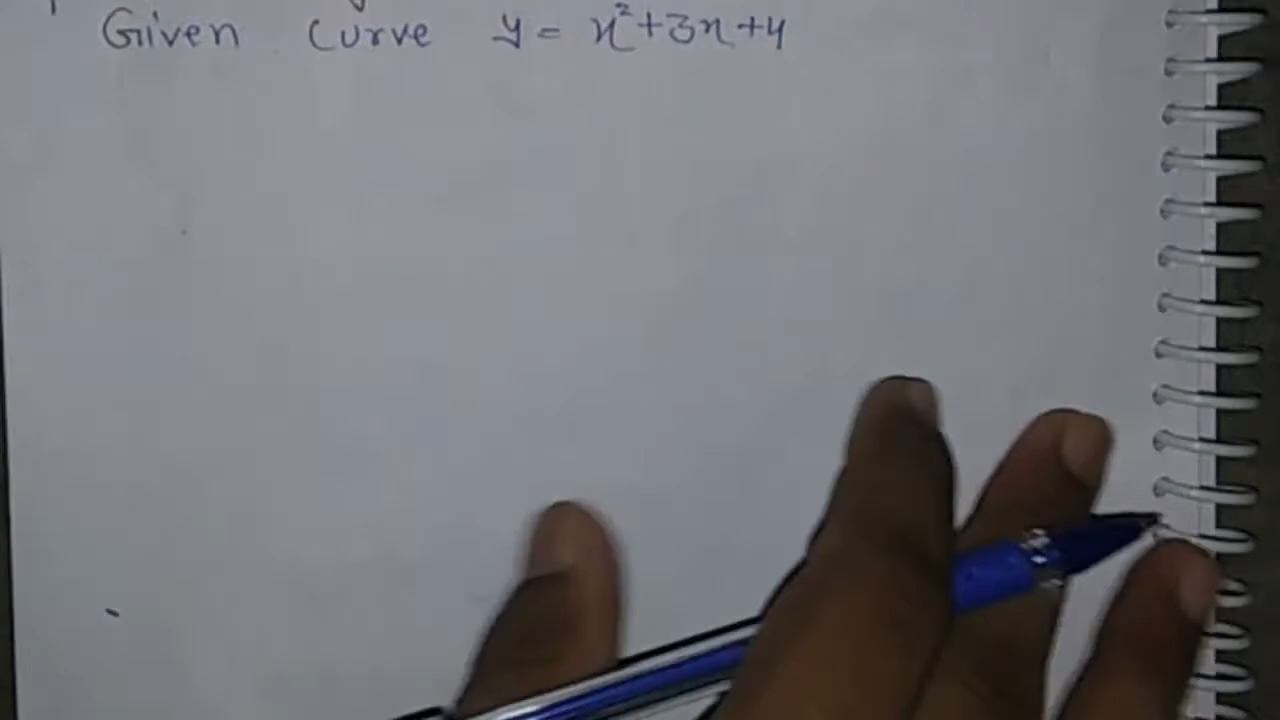 Given Curve y = x²+3x+4